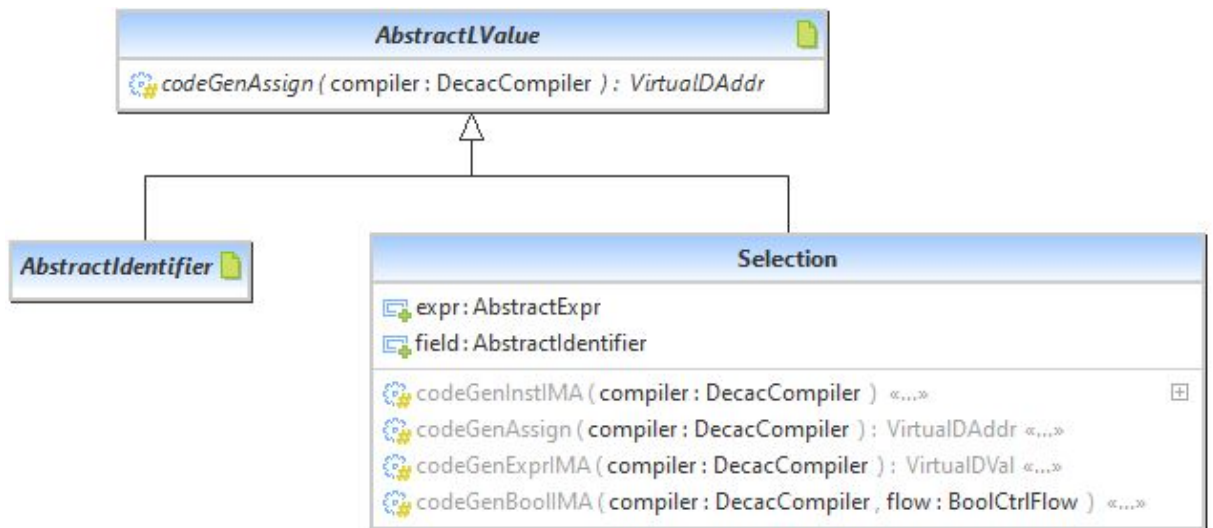 AbstractLValue
codeGenAssign ( compiler : DecacCompiler ) : VirtualDAddr
AbstractIdentifier
Selection
expr : AbstractExpr
field : AbstractIdentifier
codeGenInstIMA ( compiler : DecacCompiler ) «...»
codeGenAssign ( compiler : DecacCompiler ) : VirtualDAddr «...»
codeGenExprIMA ( compiler : DecacCompiler ) : VirtualDVal «...»
codeGenBoolIMA ( compiler : DecacCompiler , flow : BoolCtrlFlow ) «...»